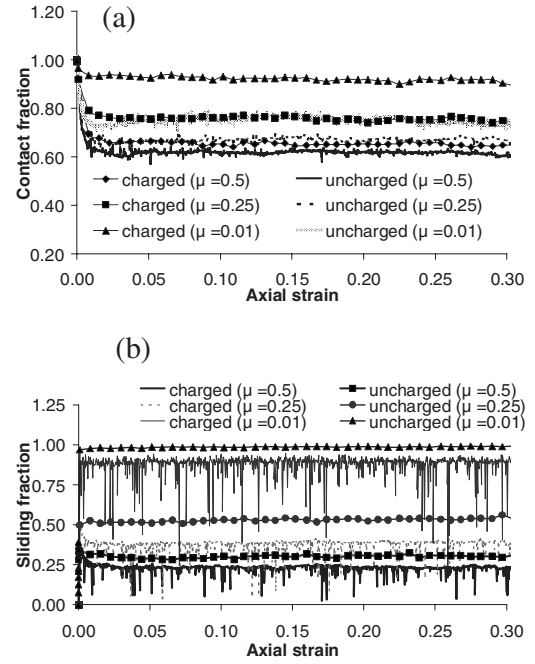 (a)
1.20
1.00
0.80
0.60
0.40
0.20
Contact fraction
charged (μ =0.5) uncharged (μ =0.5)
charged (μ =0.25) uncharged (μ =0.25)
charged (μ =0.01) uncharged (μ =0.01)
0.00 0.05 0.10 0.15 0.20 0.25 0.30
Axial strain
(b)
charged (μ =0.5) uncharged (μ =0.5)
charged (μ =0.25) uncharged (μ =0.25)
charged (μ =0.01) uncharged (μ =0.01)
1.25
1.00
0.75
0.50
0.25
0.00
Sliding fraction
0.00 0.05 0.10 0.15 0.20 0.25 0.30
Axial strain